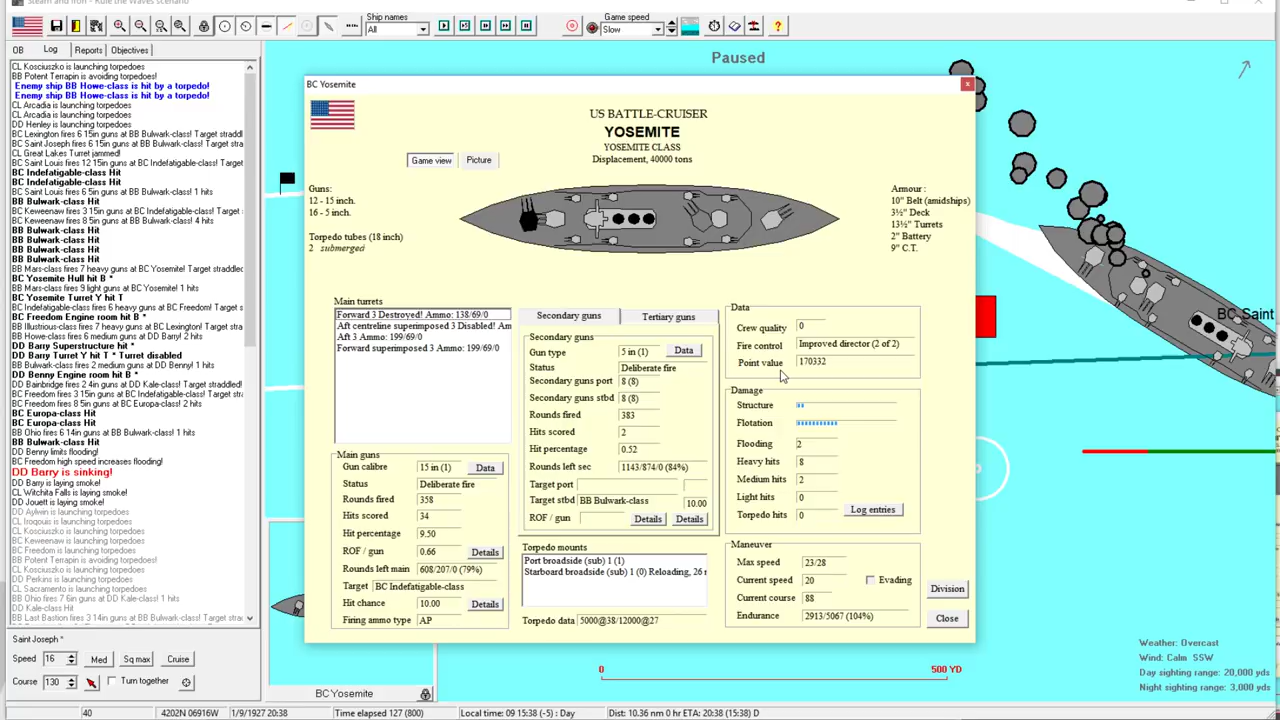 Steam and Iron - Rule the Waves scenario
Ship names
All
Game speed
Slow
OB Log Reports Objectives
CL Kosciuszko is launching torpedoes
BB Potent Terrapin is avoiding torpedoes!
Enemy ship BB Howe-class is hit by a torpedo!
Enemy ship BB Howe-class is hit by a torpedo!
CL Arcadia is launching torpedoes
CL Arcadia is launching torpedoes
DD Henley is launching torpedoes
BC Lexington fires 6 15in guns at BB Bulwark-class! Target straddl
BC Saint Joseph fires 6 15in guns at BB Bulwark-class! Target
CL Great Lakes Turret jammed!
BC Saint Louis fires 12 15in guns at BC Indefatigable-class! Target
BC Indefatigable-class Hit
BC Indefatigable-class Hit
BC Saint Louis fires 6 5in guns at BB Bulwark-class! 1 hits
BB Bulwark-class Hit
BC Keweenaw fires 3 15in guns at BC Indefatigable-class! Target
BC Keweenaw fires 8 5in guns at BB Bulwark-class! 4 hits
BB Bulwark-class Hit
BB Bulwark-class Hit
BB Bulwark-class Hit
BB Bulwark-class Hit
BB Mars-class fires 7 heavy guns at BC Yosemite! Target straddled
BC Yosemite Hull hit B *
BB Mars-class fires 9 light guns at BC Yosemite! 1 hits
BC Yosemite Turret Y hit T
BC Indefatigable-class fires 6 heavy guns at BC Freedom! Target
BC Freedom Engine room hit B *
BB Illustrious-class fires 7 heavy guns at BC Lexington! Target
BB Howe-class fires 6 medium guns at DD Barry! 2 hits
DD Barry Superstructure hit *
DD Barry Turret Y hit T * Turret disabled
BB Bulwark-class fires 2 medium guns at DD Benny! 1 hits
DD Benny Engine room hit B *
DD Bainbridge fires 2 4in guns at DD Kale-class! 1 hits
BC Freedom fires 3 15in guns at BC Indefatigable-class! Target
BC Freedom fires 8 5in guns at BC Europa-class! 2 hits
BC Europa-class Hit
BC Europa-class Hit
BB Ohio fires 6 14in guns at BB Bulwark-class! 1 hits
BB Bulwark-class Hit
DD Benny limits flooding!
BC Freedom high speed increases flooding!
DD Barry is sinking!
DD Barry is laying smoke!
CL Witchita Falls is laying smoke!
DD Jouett is laying smoke!
DD Aylwin is launching torpedoes
CL Iroquois is launching torpedoes
CL Kosciuszko is launching torpedoes
BC Keweenaw is launching torpedoes
BC Freedom is launching torpedoes
BB Potent Terrapin is avoiding torpedoes!
DD Perkins is launching torpedoes
CL Sacramento is launching torpedoes
BB Ohio fires 7 6in guns at DD Kale-class! 1 hits
DD Kale-class Hit
BB Last Bastion fires 3 14in guns at BB Bulwark-class! Target
Saint Joseph *
Speed 16 Med Sq max Cruise
Course 130 Turn together
Paused
BC Yosemite
US BATTLE-CRUISER
YOSEMITE
YOSEMITE CLASS
Displacement, 40000 tons
Game view Picture
Guns:
12 - 15 inch.
16 - 5 inch.
Torpedo tubes (18 inch)
2 submerged
Armour :
10" Belt (amidships)
3½" Deck
13½" Turrets
2" Battery
9" C.T.
Main turrets
Forward 3 Destroyed! Ammo: 138/69/0
Aft centreline superimposed 3 Disabled! Am
Aft 3 Ammo: 199/69/0
Forward superimposed 3 Ammo: 199/69/0
Main guns
Gun calibre 15 in (1) Data
Status Deliberate fire
Rounds fired 358
Hits scored 34
Hit percentage 9.50
ROF / gun 0.66 Details
Rounds left main 608/207/0 (79%)
Target BC Indefatigable-class
Hit chance 10.00 Details
Firing ammo type AP
Secondary guns Tertiary guns
Secondary guns
Gun type 5 in (1) Data
Status Deliberate fire
Secondary guns port 8 (8)
Secondary guns stbd 8 (8)
Rounds fired 383
Hits scored 2
Hit percentage 0.52
Rounds left sec 1143/874/0 (84%)
Target port
Target stbd BB Bulwark-class 10.00
ROF / gun Details Details
Torpedo mounts
Port broadside (sub) 1 (1)
Starboard broadside (sub) 1 (0) Reloading, 26 r
Torpedo data 5000@38/12000@27
Data
Crew quality 0
Fire control Improved director (2 of 2)
Point value 170332
Damage
Structure
Flotation
Flooding 2
Heavy hits 8
Medium hits 2
Light hits 0
Torpedo hits 0
Log entries
Maneuver
Max speed 23/28
Current speed 20 Evading
Current course 88
Endurance 2913/5067 (104%)
Division
Close
BC Saint
BC Yosemite
0 500 YD
Weather: Overcast
Wind: Calm SSW
Day sighting range: 20,000 yds
Night sighting range: 3,000 yds
40 4202N 06916W 1/9/1927 20:38 Time elapsed 127 (800) Local time: 09 15:38 (-5) : Day Dist: 10.36 nm 0 hr ETA: 20:38 (15:38) D